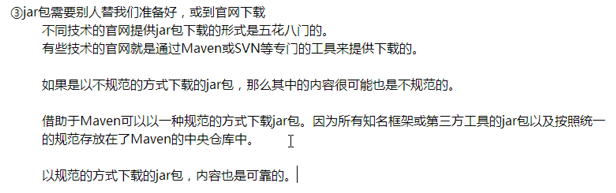 ③jar包需要别人替我们准备好，或到官网下载
不同技术的官网提供jar包下载的形式是五花八门的。
有些技术的官网就是通过Maven或SVN等专门的工具来提供下载的。
如果是以不规范的方式下载的jar包，那么其中的内容很可能也是不规范的。
借助于Maven可以以一种规范的方式下载jar包。因为所有知名框架或第三方工具的jar包以及按照统一
的规范存放在了Maven的中央仓库中。
以规范的方式下载的jar包，内容也是可靠的。